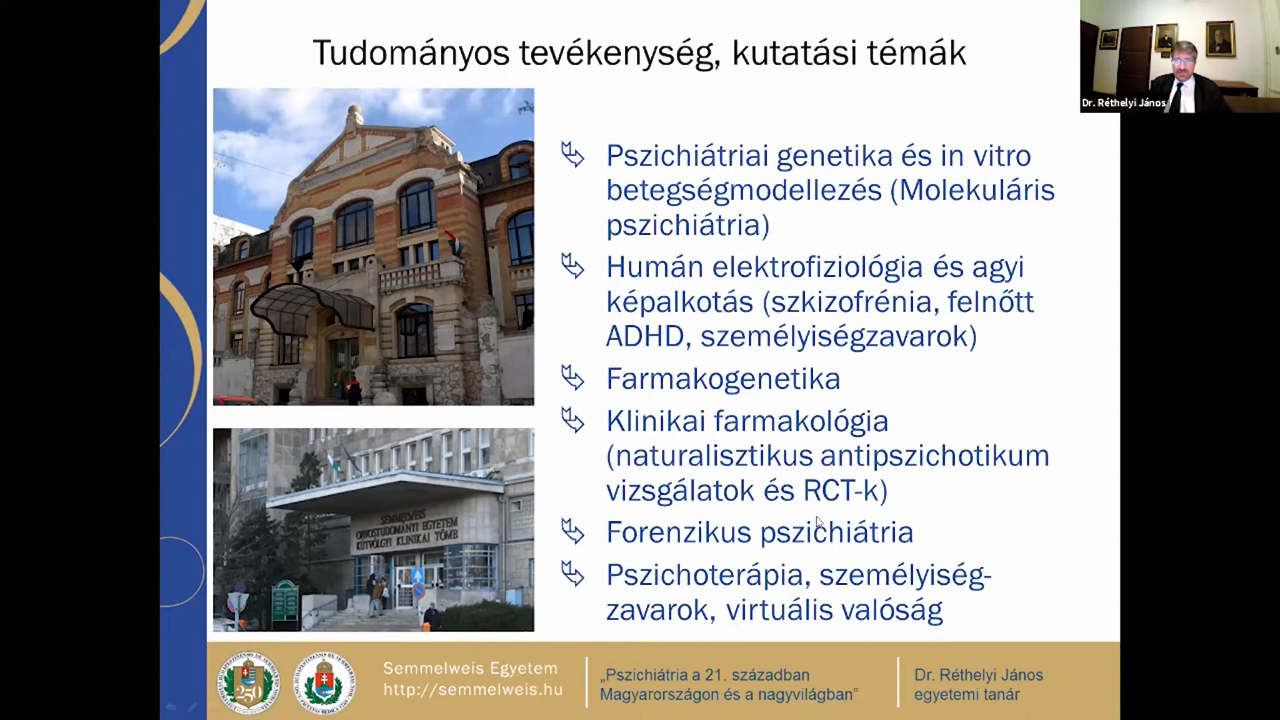 Tudományos tevékenység, kutatási témák
Dr. Réthelyi János
Pszichiátriai genetika és in vitro
betegségmodellezés (Molekuláris
pszichiátria)
Humán elektrofiziológia és agyi
képalkotás (szkizofrénia, felnőtt
ADHD, személyiségzavarok)
Farmakogenetika
Klinikai farmakológia
(naturalisztikus antipszichotikum
vizsgálatok és RCT-k)
Forenzikus pszichiátria
Pszichoterápia, személyiség-
zavarok, virtuális valóság
SEMMELWEIS
ORVOSTUDOMÁNYI EGYETEM
KÚTVÖLGYI KLINIKAI TÖMB
250
Semmelweis Egyetem
http://semmelweis.hu
„Pszichiátria a 21. században
Magyarországon és a nagyvilágban"
Dr. Réthelyi János
egyetemi tanár